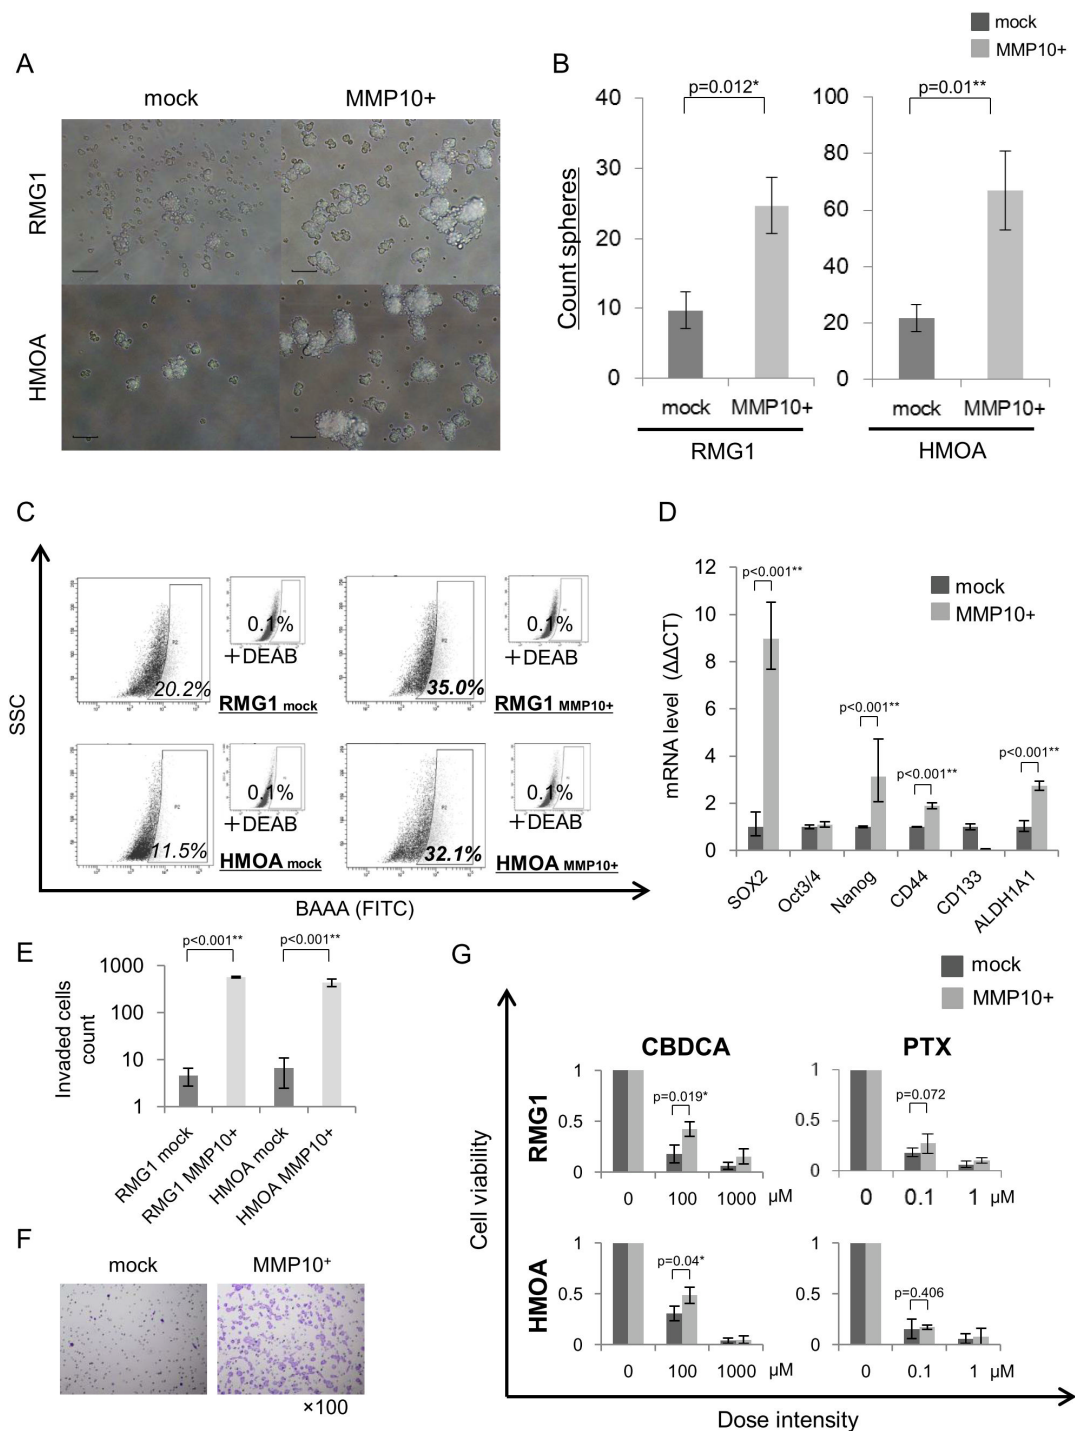 mock
MMP10+
A
mock MMP10+
RMG1
HMOA
B
Count spheres
p=0.012*
40
30
20
10
0
mock MMP10+
RMG1
p=0.01**
100
80
60
40
20
0
mock MMP10+
HMOA
C
SSC
20.2%
0.1%
+DEAB
RMG1 mock
P2
35.0%
0.1%
+DEAB
RMG1 MMP10+
P2
11.5%
0.1%
+DEAB
HMOA mock
P2
32.1%
0.1%
+DEAB
HMOA MMP10+
BAAA (FITC)
D
mRNA level (ΔΔCT)
mock
MMP10+
12
10
8
6
4
2
0
p<0.001**
p<0.001**
p<0.001**
p<0.001**
SOX2
Oct3/4
Nanog
CD44
CD133
ALDH1A1
E
Invaded cells
count
p<0.001** p<0.001**
1000
100
10
1
RMG1 mock
RMG1 MMP10+
HMOA mock
HMOA MMP10+
F
mock MMP10+
×100
G
mock
MMP10+
Cell viability
CBDCA PTX
RMG1
1
0.5
0
p=0.019*
0 100 1000 µM
1
0.5
0
p=0.072
0 0.1 1 µM
HMOA
1
0.5
0
p=0.04*
0 100 1000 µM
1
0.5
0
p=0.406
0 0.1 1 µM
Dose intensity